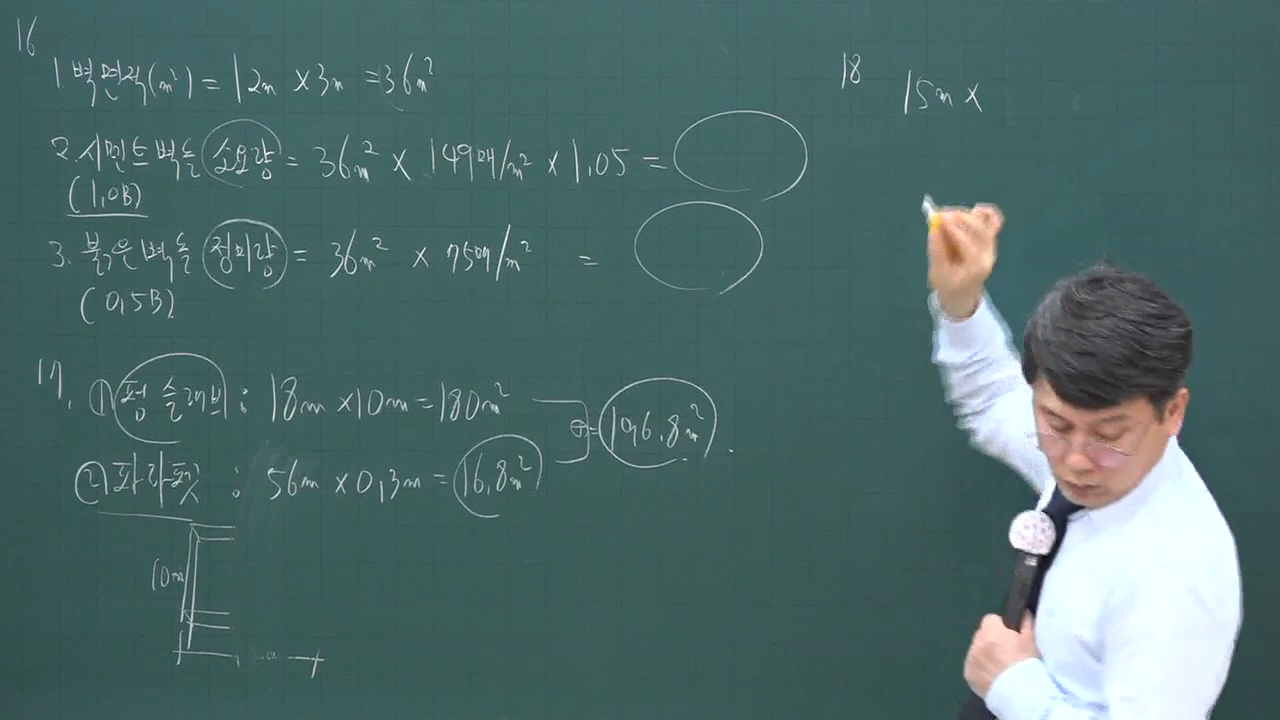 16
1 벽면적(m²) = 12m × 3m = 36m²
2. 시멘트벽돌 소요량 = 36m² × 149매/m² × 1.05 =
(1.0B)
3. 붉은벽돌 정미량 = 36m² × 75매/m² =
(0.5B)
17.
① 평슬래브 : 18m × 10m = 180m²
⊕ = 196.8m².
② 파라펫 : 56m × 0.3m = 16.8m²
10m
18
15m ×